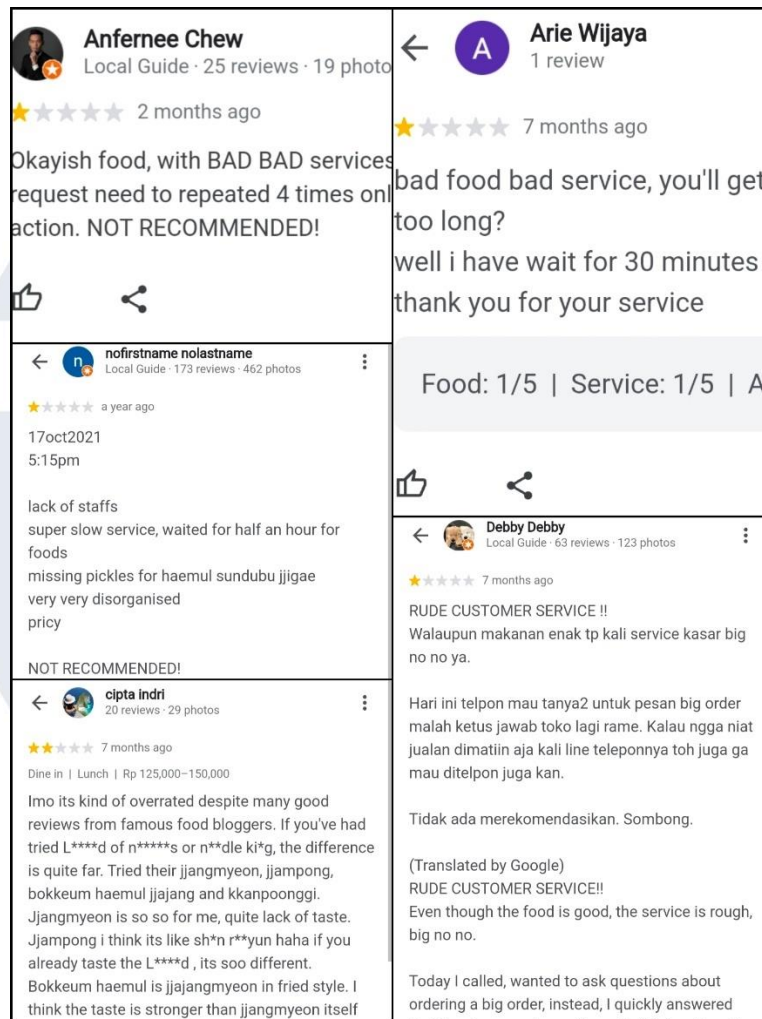 Anfernee Chew
Local Guide · 25 reviews · 19 photo
2 months ago
Okayish food, with BAD BAD services
request need to repeated 4 times onl
action. NOT RECOMMENDED!
nofirstname nolastname
Local Guide · 173 reviews · 462 photos
a year ago
17oct2021
5:15pm
lack of staffs
super slow service, waited for half an hour for
foods
missing pickles for haemul sundubu jjigae
very very disorganised
pricy
NOT RECOMMENDED!
cipta indri
20 reviews · 29 photos
7 months ago
Dine in | Lunch | Rp 125,000–150,000
Imo its kind of overrated despite many good
reviews from famous food bloggers. If you've had
tried L****d of n*****s or n**dle ki*g, the difference
is quite far. Tried their jjangmyeon, jjampong,
bokkeum haemul jjajang and kkanpoonggi.
Jjangmyeon is so so for me, quite lack of taste.
Jjampong i think its like sh*n r**yun haha if you
already taste the L****d , its soo different.
Bokkeum haemul is jjajangmyeon in fried style. I
think the taste is stronger than jjangmyeon itself
A
Arie Wijaya
1 review
7 months ago
bad food bad service, you'll get
too long?
well i have wait for 30 minutes
thank you for your service
Food: 1/5 | Service: 1/5 | A
Debby Debby
Local Guide · 63 reviews · 123 photos
7 months ago
RUDE CUSTOMER SERVICE !!
Walaupun makanan enak tp kali service kasar big
no no ya.
Hari ini telpon mau tanya2 untuk pesan big order
malah ketus jawab toko lagi rame. Kalau ngga niat
jualan dimatiin aja kali line teleponnya toh juga ga
mau ditelpon juga kan.
Tidak ada merekomendasikan. Sombong.
(Translated by Google)
RUDE CUSTOMER SERVICE!!
Even though the food is good, the service is rough,
big no no.
Today I called, wanted to ask questions about
ordering a big order, instead, I quickly answered